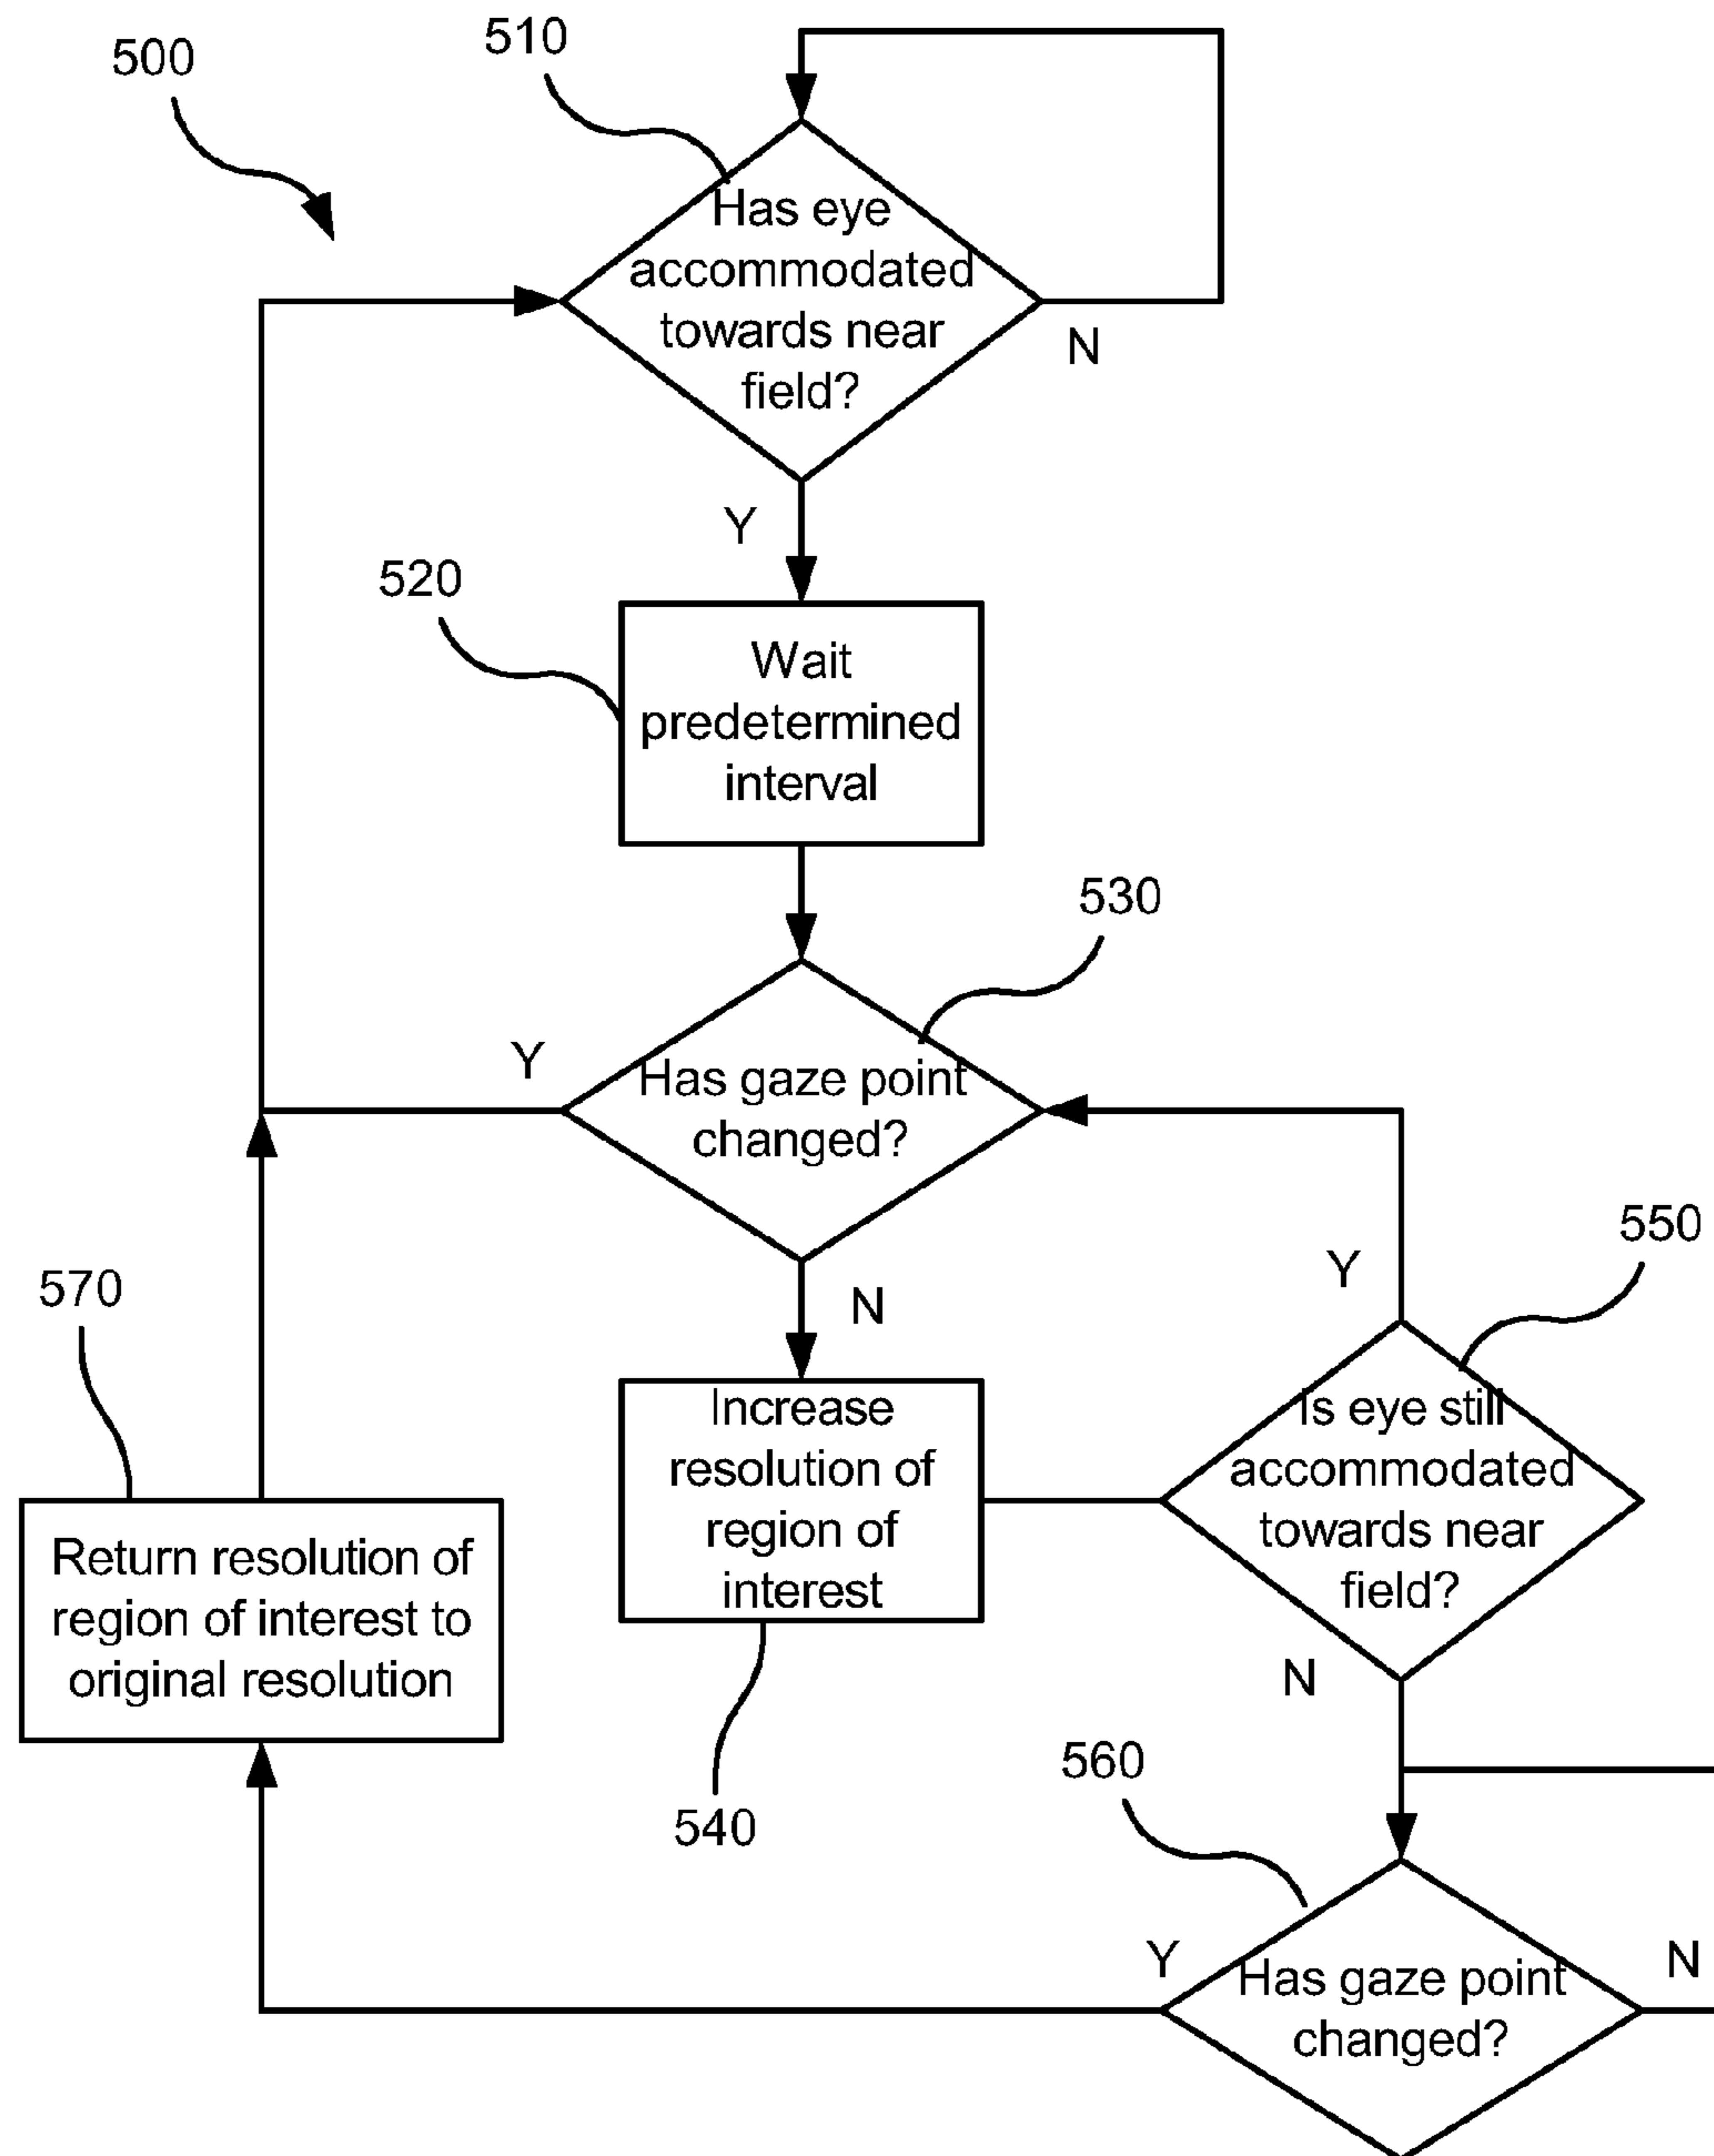 500
510
Has eye
accommodated
towards near
field?
N
Y
520
Wait
predetermined
interval
530
Y
Has gaze point
changed?
N
550
Y
570
Increase
resolution of
region of
interest
Is eye still
accommodated
towards near
field?
Return resolution of
region of interest to
original resolution
N
540
560
Y
Has gaze point
changed?
N